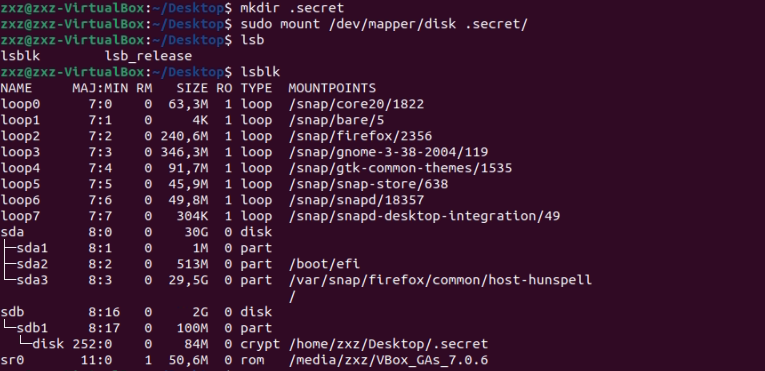 zxz@zxz-VirtualBox:~/Desktop$ mkdir .secret
zxz@zxz-VirtualBox:~/Desktop$ sudo mount /dev/mapper/disk .secret/
zxz@zxz-VirtualBox:~/Desktop$ lsb
lsblk        lsb_release
zxz@zxz-VirtualBox:~/Desktop$ lsblk
NAME     MAJ:MIN RM   SIZE RO TYPE  MOUNTPOINTS
loop0      7:0    0  63,3M  1 loop  /snap/core20/1822
loop1      7:1    0     4K  1 loop  /snap/bare/5
loop2      7:2    0 240,6M  1 loop  /snap/firefox/2356
loop3      7:3    0 346,3M  1 loop  /snap/gnome-3-38-2004/119
loop4      7:4    0  91,7M  1 loop  /snap/gtk-common-themes/1535
loop5      7:5    0  45,9M  1 loop  /snap/snap-store/638
loop6      7:6    0  49,8M  1 loop  /snap/snapd/18357
loop7      7:7    0   304K  1 loop  /snap/snapd-desktop-integration/49
sda        8:0    0    30G  0 disk
├─sda1     8:1    0     1M  0 part
├─sda2     8:2    0   513M  0 part  /boot/efi
└─sda3     8:3    0  29,5G  0 part  /var/snap/firefox/common/host-hunspell
                                    /
sdb        8:16   0     2G  0 disk
└─sdb1     8:17   0   100M  0 part
  └─disk 252:0    0    84M  0 crypt /home/zxz/Desktop/.secret
sr0       11:0    1  50,6M  0 rom   /media/zxz/VBox_GAs_7.0.6